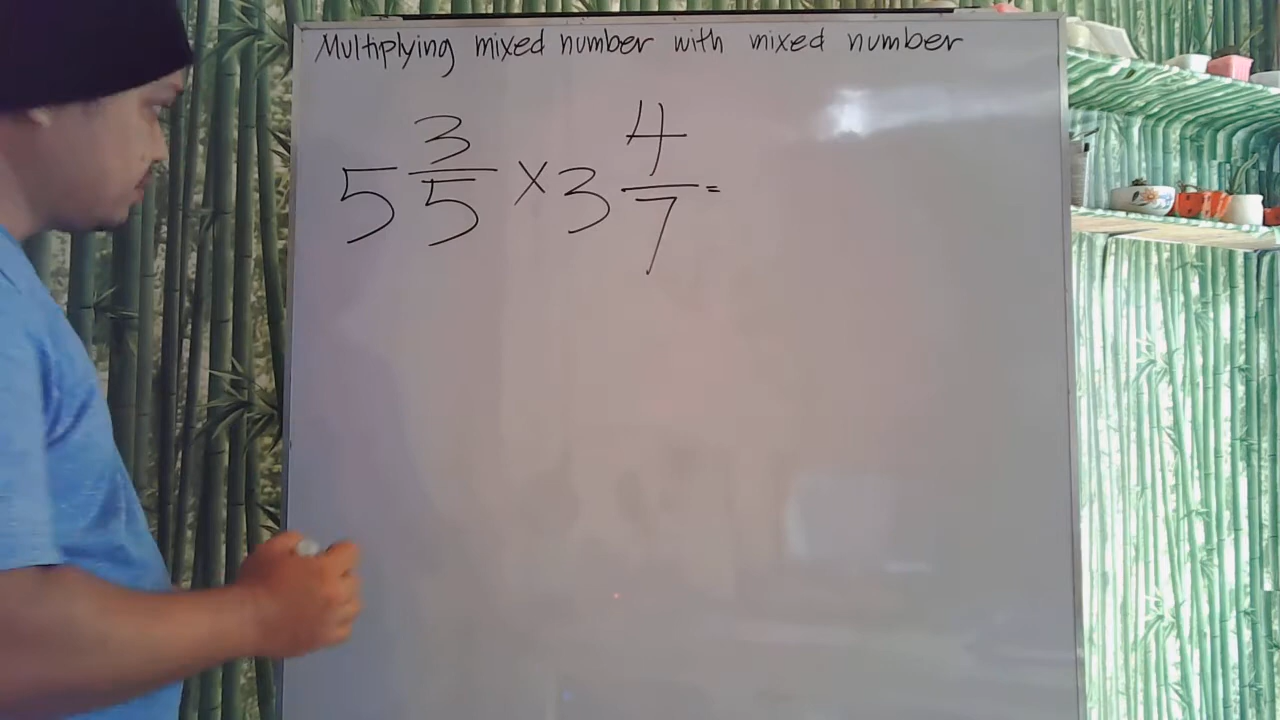 Multiplying mixed number with mixed number
5 3/5 x 3 4/7 =